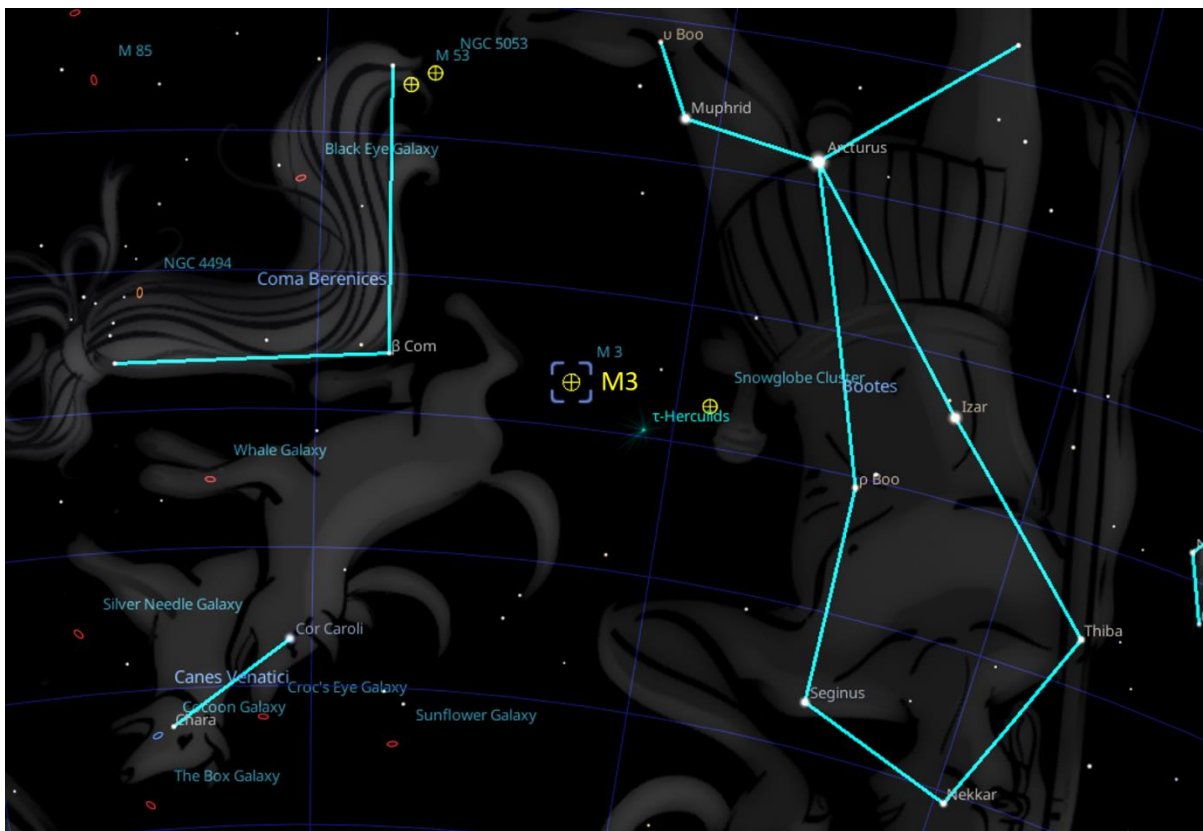 υ Boo
NGC 5053
M 85
M 53
Muphrid
Arcturus
Black Eye Galaxy
NGC 4494
Coma Berenices
β Com
M 3
M3
Snowglobe Cluster
Bootes
τ-Herculids
Izar
Whale Galaxy
ρ Boo
Silver Needle Galaxy
Cor Caroli
Thiba
Canes Venatici
Croc's Eye Galaxy
Seginus
Cocoon Galaxy
Sunflower Galaxy
Chara
The Box Galaxy
Nekkar